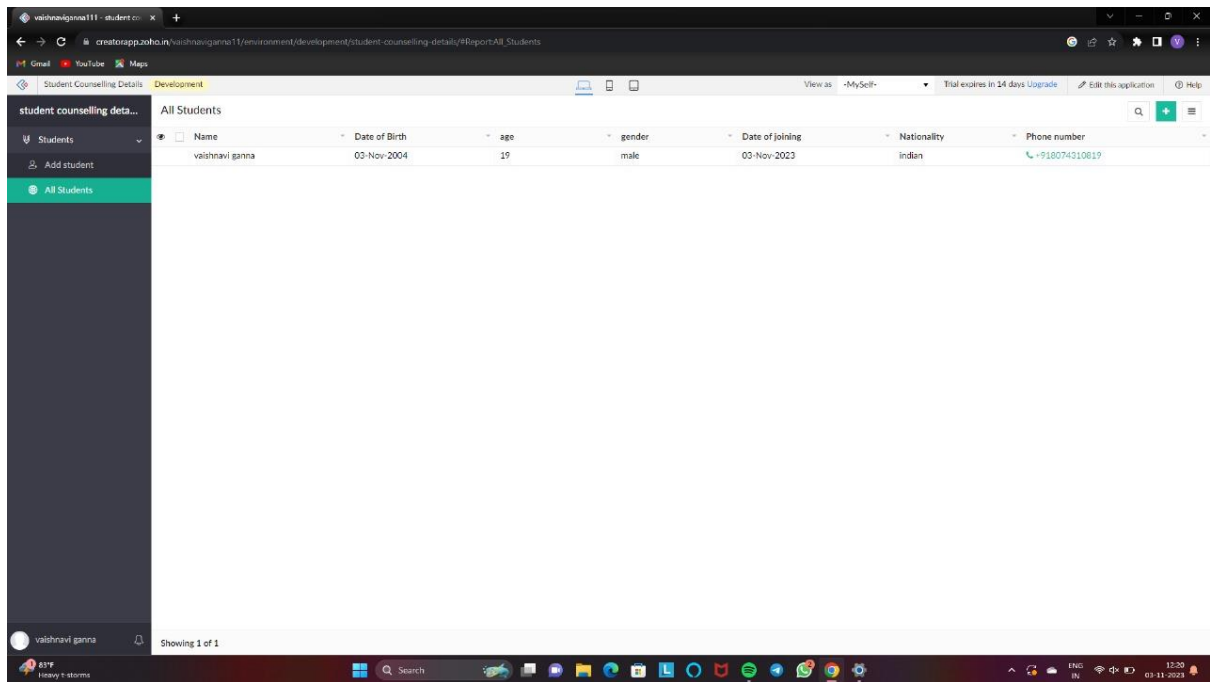 vaishnaviganna111 - student co
creatorapp.zoho.in/vaishnaviganna11/environment/development/student-counselling-details/#Report:All_Students
Gmail YouTube Maps
Student Counselling Details Development View as -MySelf- Trial expires in 14 days Upgrade Edit this application Help
student counselling deta... All Students
Students Name Date of Birth age gender Date of joining Nationality Phone number
vaishnavi ganna 03-Nov-2004 19 male 03-Nov-2023 indian +918074310819
Add student
All Students
vaishnavi ganna Showing 1 of 1
83°F Search ENG 12:20
Heavy t-storms IN 03-11-2023